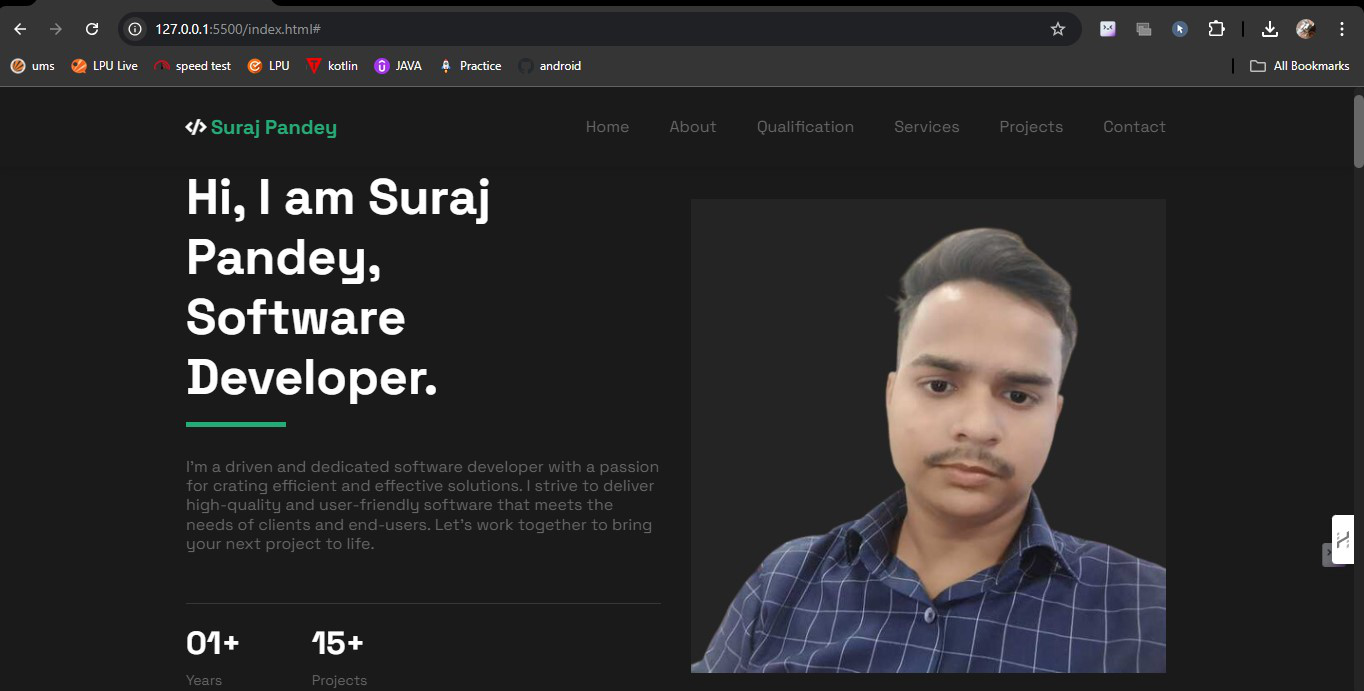 127.0.0.1:5500/index.html#
ums LPU Live speed test LPU kotlin JAVA Practice android All Bookmarks
</> Suraj Pandey Home About Qualification Services Projects Contact
Hi, I am Suraj
Pandey,
Software
Developer.
I'm a driven and dedicated software developer with a passion
for crating efficient and effective solutions. I strive to deliver
high-quality and user-friendly software that meets the
needs of clients and end-users. Let's work together to bring
your next project to life.
01+ 15+
Years Projects